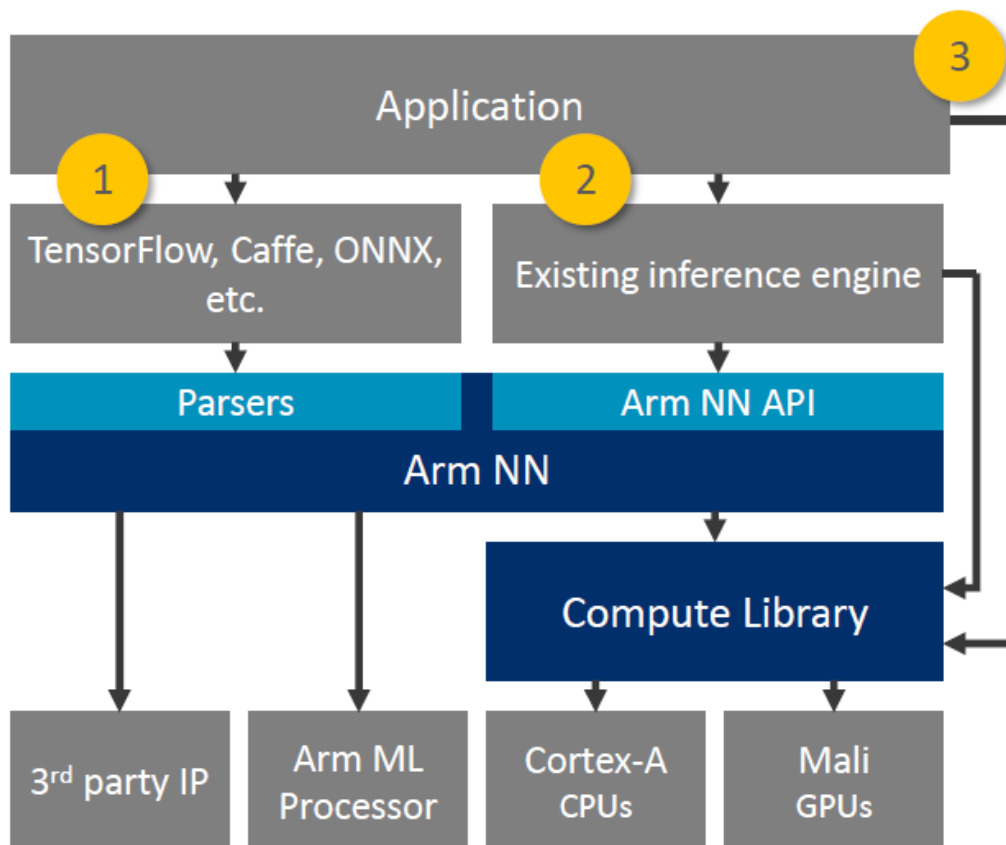 3
Application
1
2
TensorFlow, Caffe, ONNX,
etc.
Existing inference engine
Parsers
Arm NN API
Arm NN
Compute Library
3rd party IP
Arm ML
Processor
Cortex-A
CPUs
Mali
GPUs